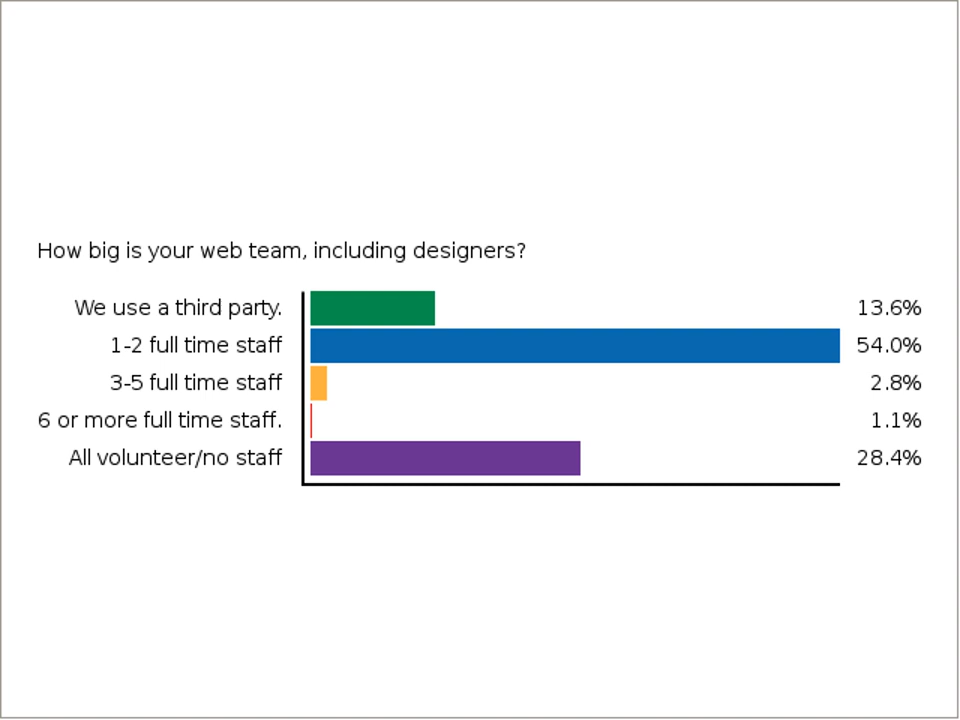 How big is your web team, including designers?
We use a third party. 13.6%
1-2 full time staff 54.0%
3-5 full time staff 2.8%
6 or more full time staff. 1.1%
All volunteer/no staff 28.4%